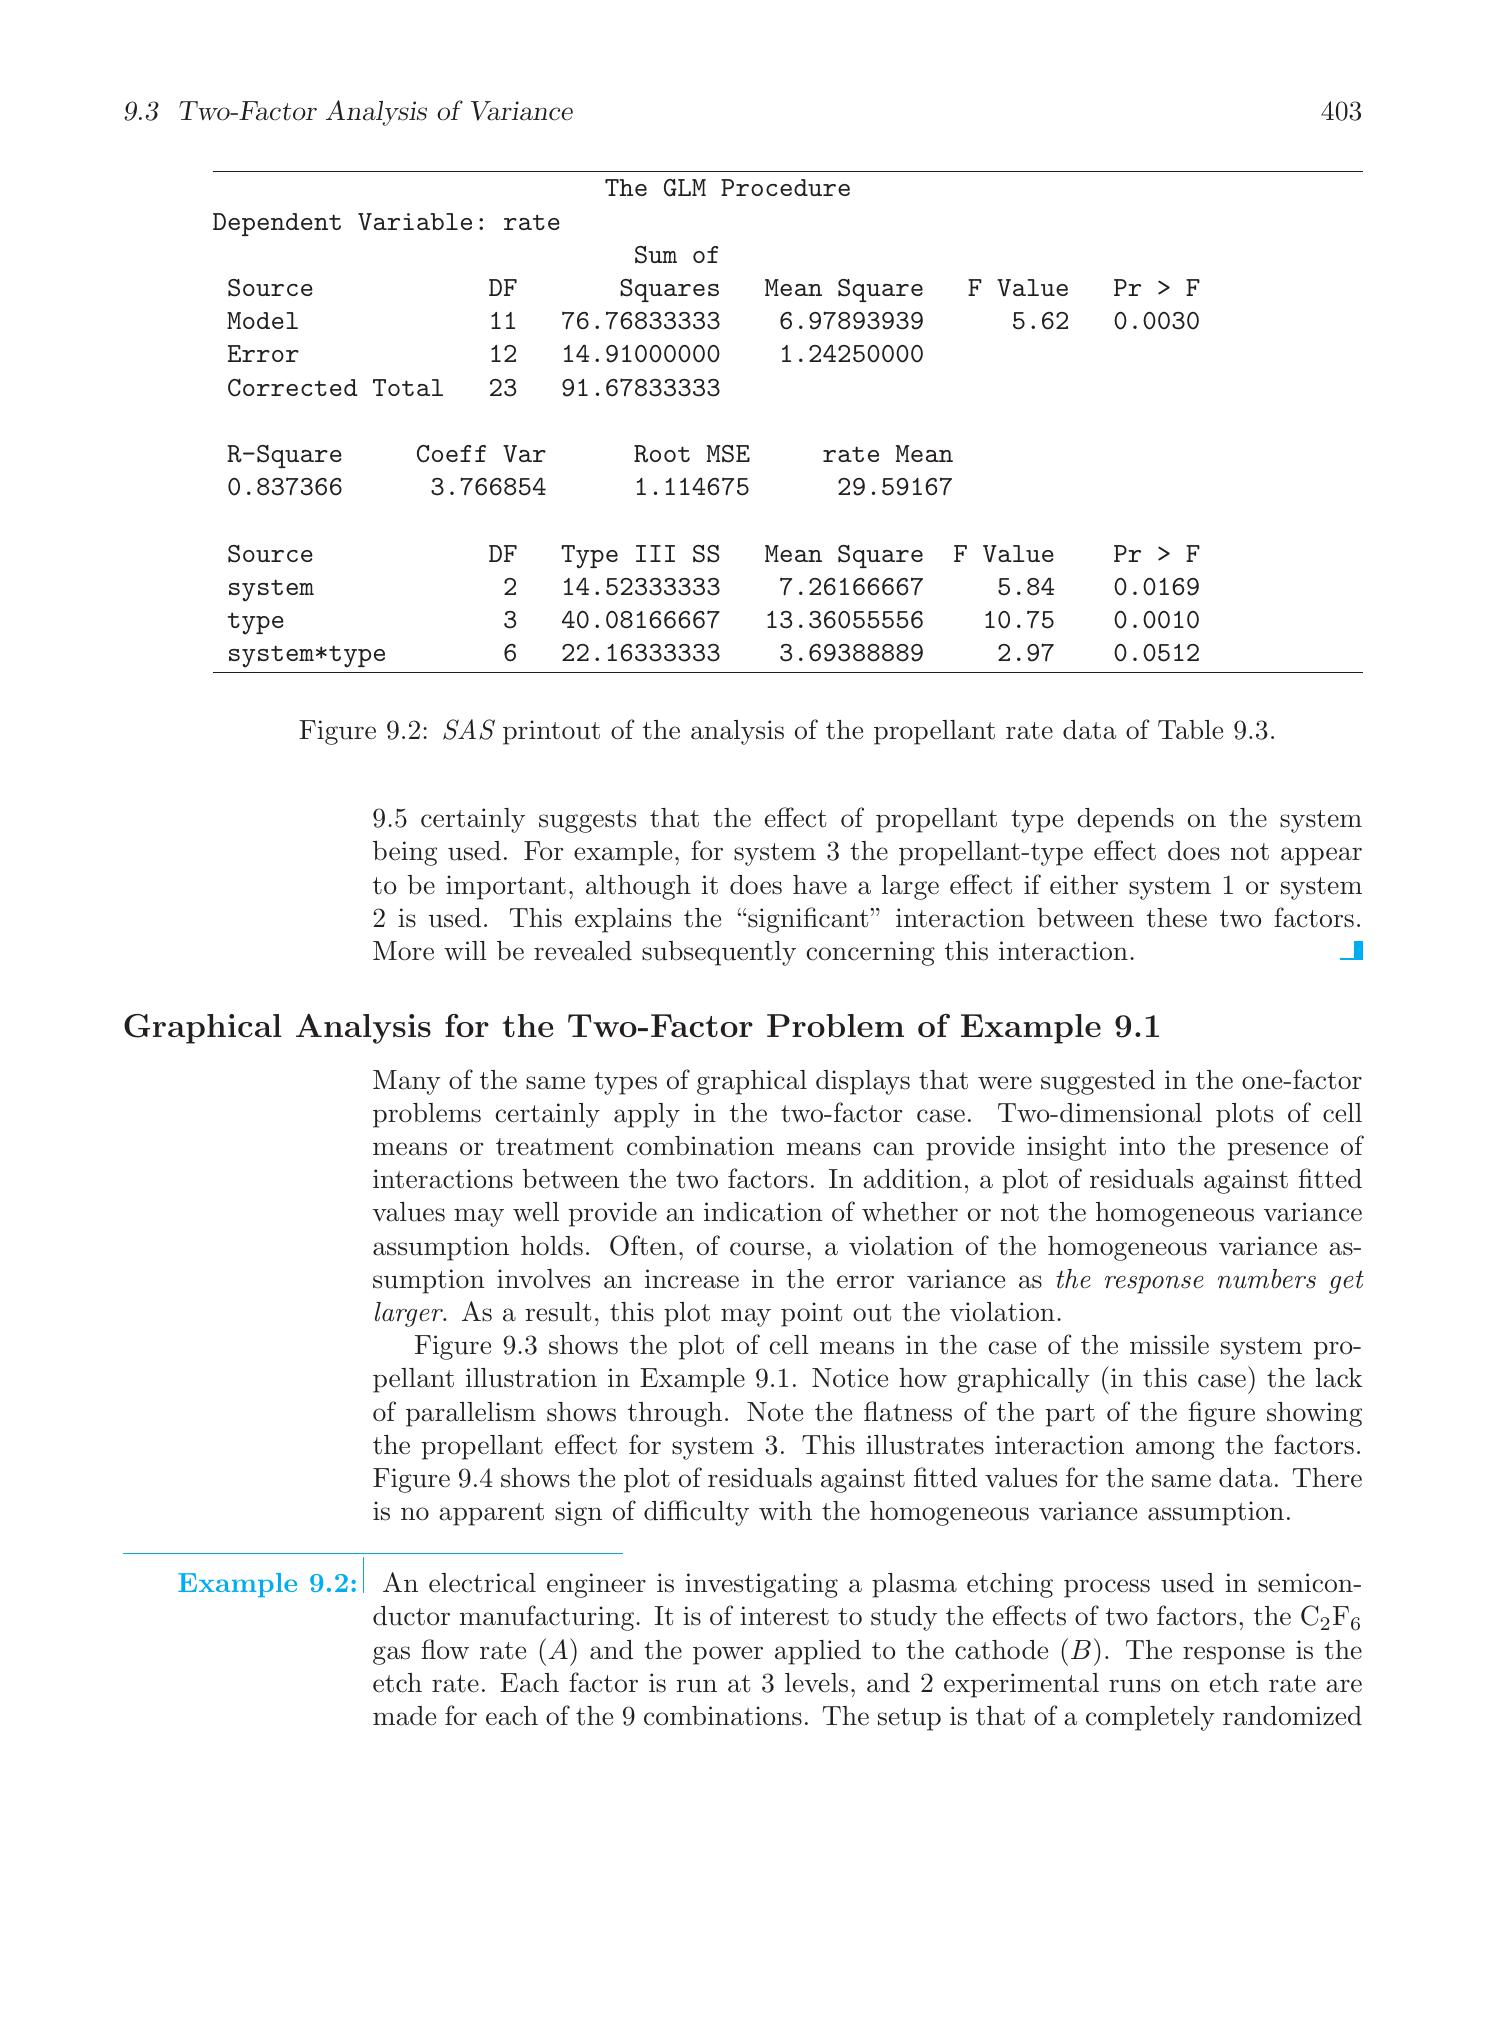 9.3 Two-Factor Analysis of Variance 403
The GLM Procedure
Dependent Variable: rate
Sum of
Source DF Squares Mean Square F Value Pr > F
Model 11 76.76833333 6.97893939 5.62 0.0030
Error 12 14.91000000 1.24250000
Corrected Total 23 91.67833333
R-Square Coeff Var Root MSE rate Mean
0.837366 3.766854 1.114675 29.59167
Source DF Type III SS Mean Square F Value Pr > F
system 2 14.52333333 7.26166667 5.84 0.0169
type 3 40.08166667 13.36055556 10.75 0.0010
system*type 6 22.16333333 3.69388889 2.97 0.0512
Figure 9.2: SAS printout of the analysis of the propellant rate data of Table 9.3.
9.5 certainly suggests that the effect of propellant type depends on the system
being used. For example, for system 3 the propellant-type effect does not appear
to be important, although it does have a large effect if either system 1 or system
2 is used. This explains the “significant” interaction between these two factors.
More will be revealed subsequently concerning this interaction.
Graphical Analysis for the Two-Factor Problem of Example 9.1
Many of the same types of graphical displays that were suggested in the one-factor
problems certainly apply in the two-factor case. Two-dimensional plots of cell
means or treatment combination means can provide insight into the presence of
interactions between the two factors. In addition, a plot of residuals against fitted
values may well provide an indication of whether or not the homogeneous variance
assumption holds. Often, of course, a violation of the homogeneous variance as-
sumption involves an increase in the error variance as the response numbers get
larger. As a result, this plot may point out the violation.
Figure 9.3 shows the plot of cell means in the case of the missile system pro-
pellant illustration in Example 9.1. Notice how graphically (in this case) the lack
of parallelism shows through. Note the flatness of the part of the figure showing
the propellant effect for system 3. This illustrates interaction among the factors.
Figure 9.4 shows the plot of residuals against fitted values for the same data. There
is no apparent sign of difficulty with the homogeneous variance assumption.
Example 9.2: An electrical engineer is investigating a plasma etching process used in semicon-
ductor manufacturing. It is of interest to study the effects of two factors, the C₂F₆
gas flow rate (A) and the power applied to the cathode (B). The response is the
etch rate. Each factor is run at 3 levels, and 2 experimental runs on etch rate are
made for each of the 9 combinations. The setup is that of a completely randomized